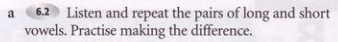 a 6.2 Listen and repeat the pairs of long and short
vowels. Practise making the difference.